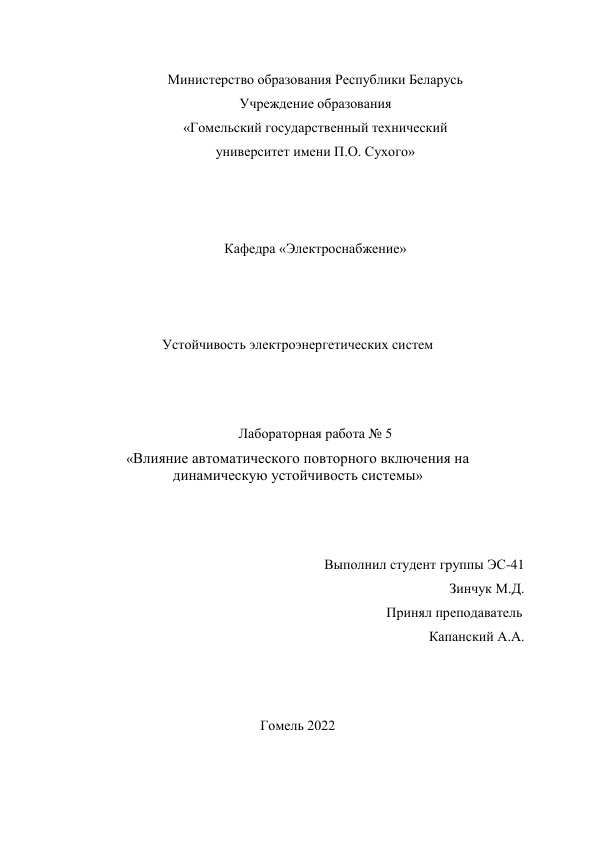 Министерство образования Республики Беларусь
Учреждение образования
«Гомельский государственный технический
университет имени П.О. Сухого»
Кафедра «Электроснабжение»
Устойчивость электроэнергетических систем
Лабораторная работа № 5
«Влияние автоматического повторного включения на
динамическую устойчивость системы»
Выполнил студент группы ЭС-41
Зинчук М.Д.
Принял преподаватель
Капанский А.А.
Гомель 2022